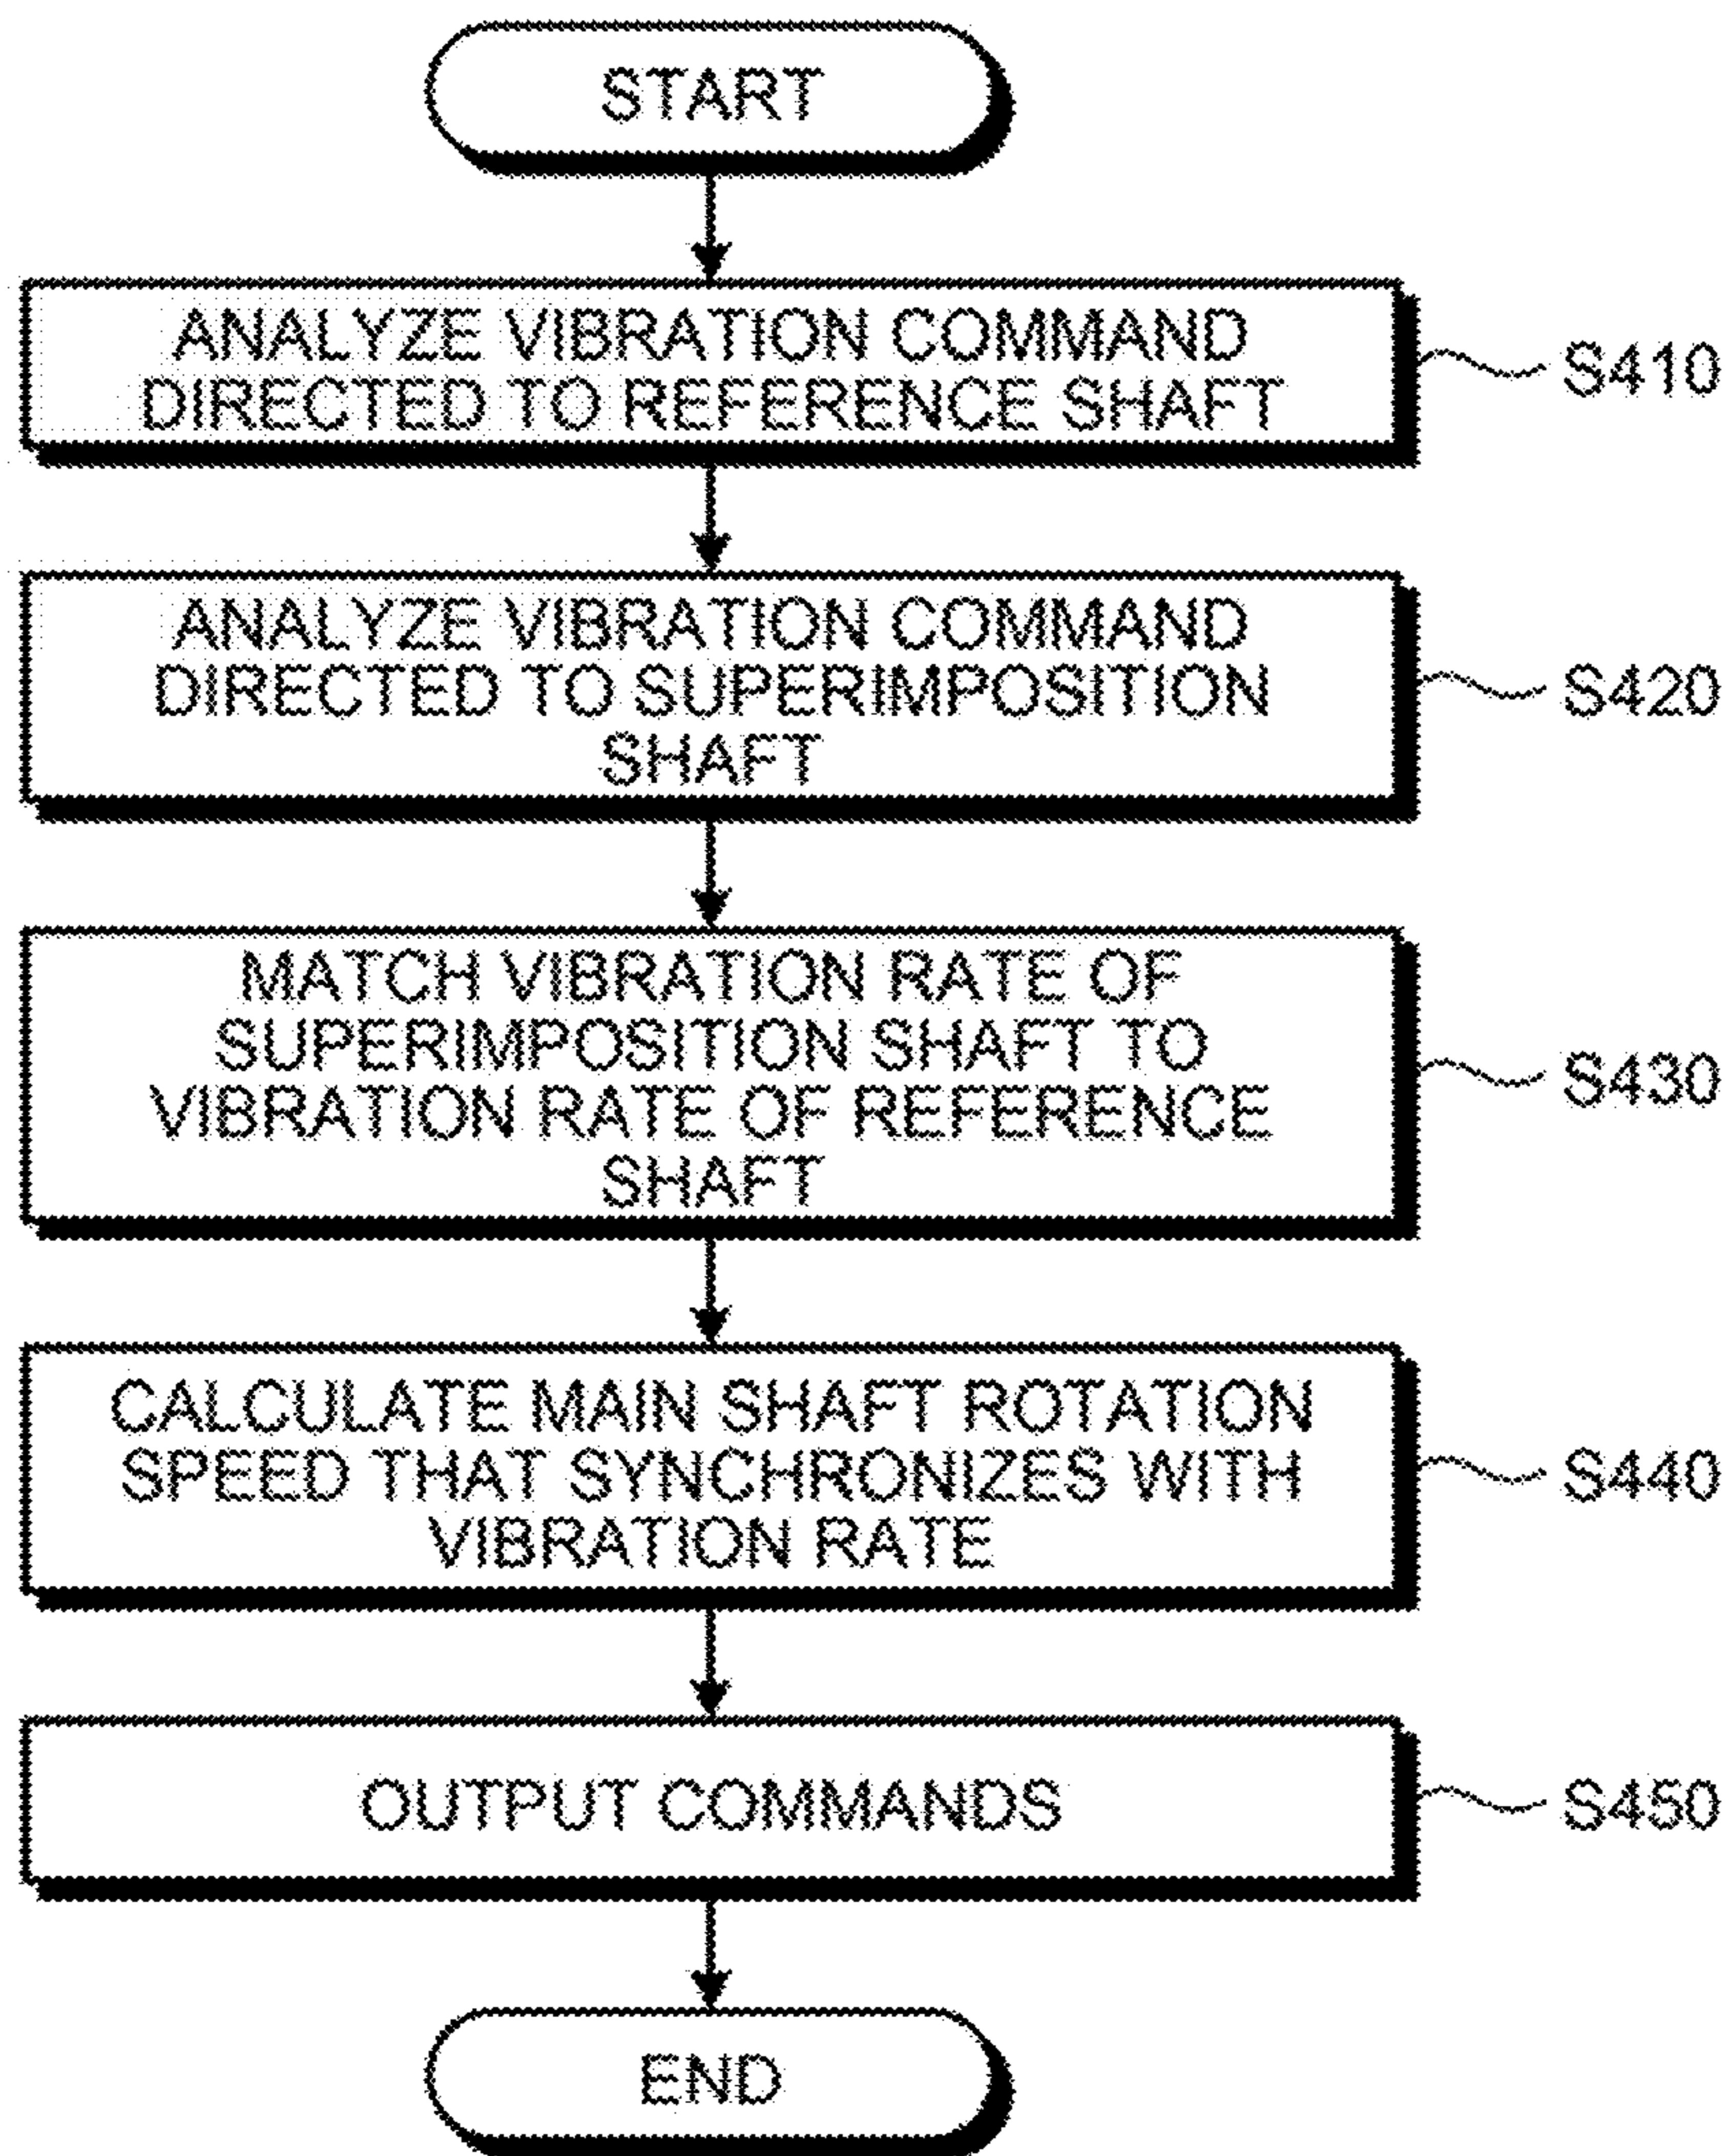 START
ANALYZE VIBRATION COMMAND
DIRECTED TO REFERENCE SHAFT
S410
ANALYZE VIBRATION COMMAND
DIRECTED TO SUPERIMPOSITION
SHAFT
S420
MATCH VIBRATION RATE OF
SUPERIMPOSITION SHAFT TO
VIBRATION RATE OF REFERENCE
SHAFT
S430
CALCULATE MAIN SHAFT ROTATION
SPEED THAT SYNCHRONIZES WITH
VIBRATION RATE
S440
OUTPUT COMMANDS
S450
END